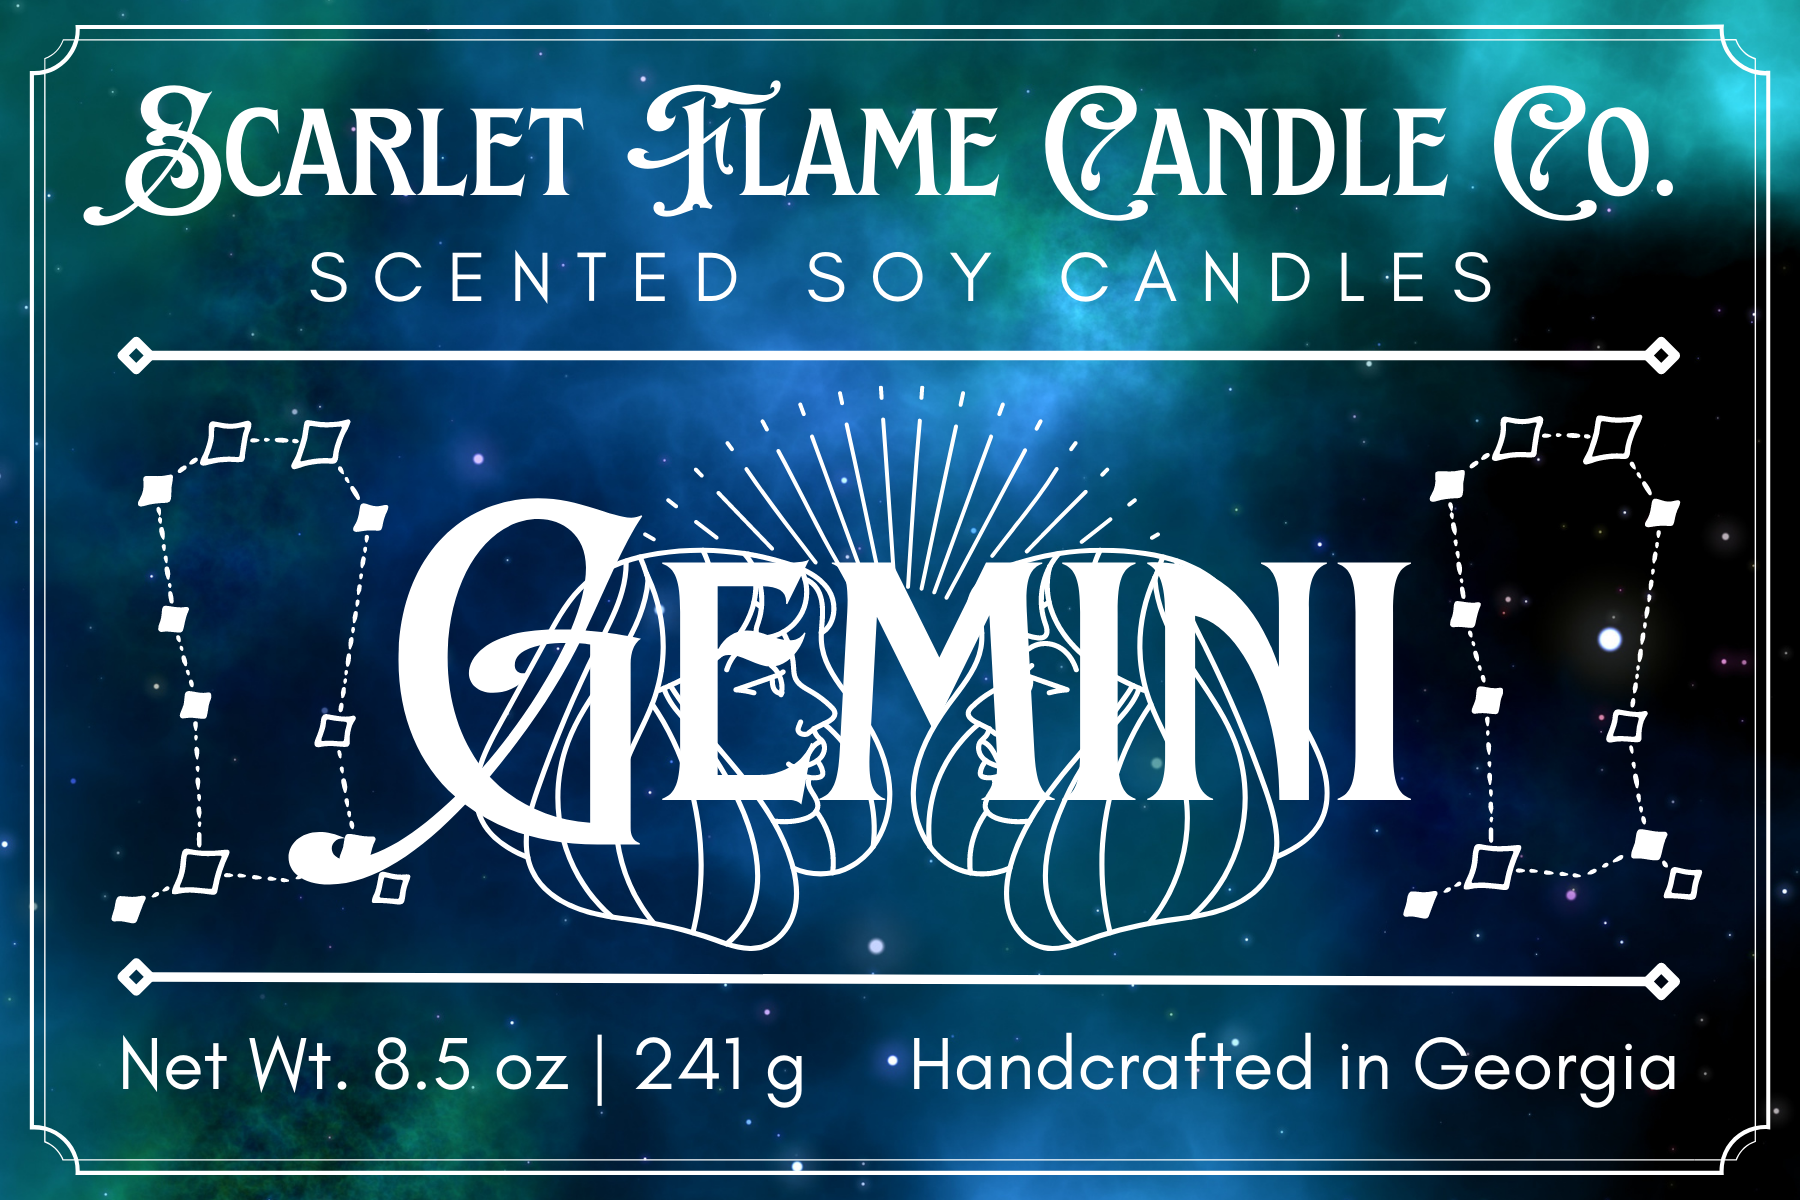 Scarlet Flame Candle Co.
SCENTED SOY CANDLES
Gemini
Net Wt. 8.5 oz | 241 g
Handcrafted in Georgia